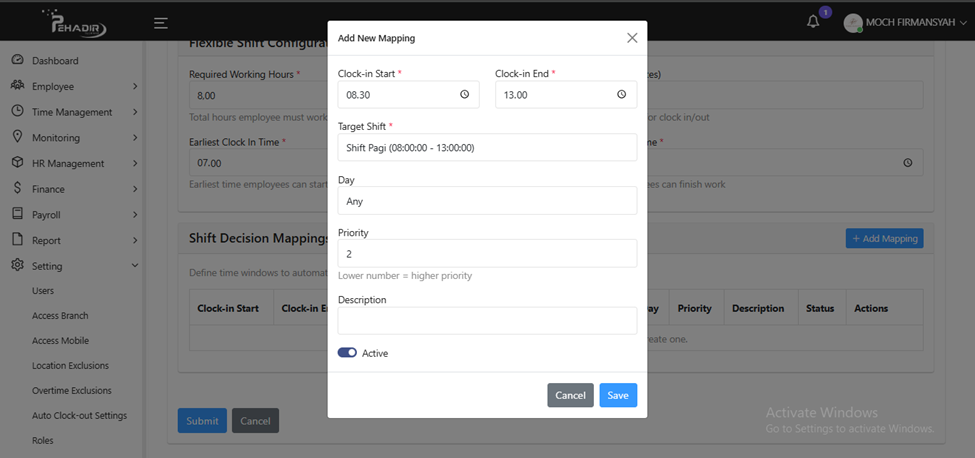 PEHADIR
1
MOCH FIRMANSYAH
Dashboard
Employee
Time Management
Monitoring
HR Management
Finance
Payroll
Report
Setting
Users
Access Branch
Access Mobile
Location Exclusions
Overtime Exclusions
Auto Clock-out Settings
Roles
Flexible Shift Configura
Required Working Hours *
8,00
Total hours employee must work
or clock in/out
Earliest Clock In Time *
07.00
Earliest time employees can start
ees can finish work
Shift Decision Mappings
+ Add Mapping
Define time windows to automat
Clock-in Start
Clock-in E
ay
Priority
Description
Status
Actions
reate one.
Submit
Cancel
Add New Mapping
Clock-in Start *
Clock-in End *
08.30
13.00
Target Shift *
Shift Pagi (08:00:00 - 13:00:00)
Day
Any
Priority
2
Lower number = higher priority
Description
Active
Cancel
Save
Activate Windows
Go to Settings to activate Windows.